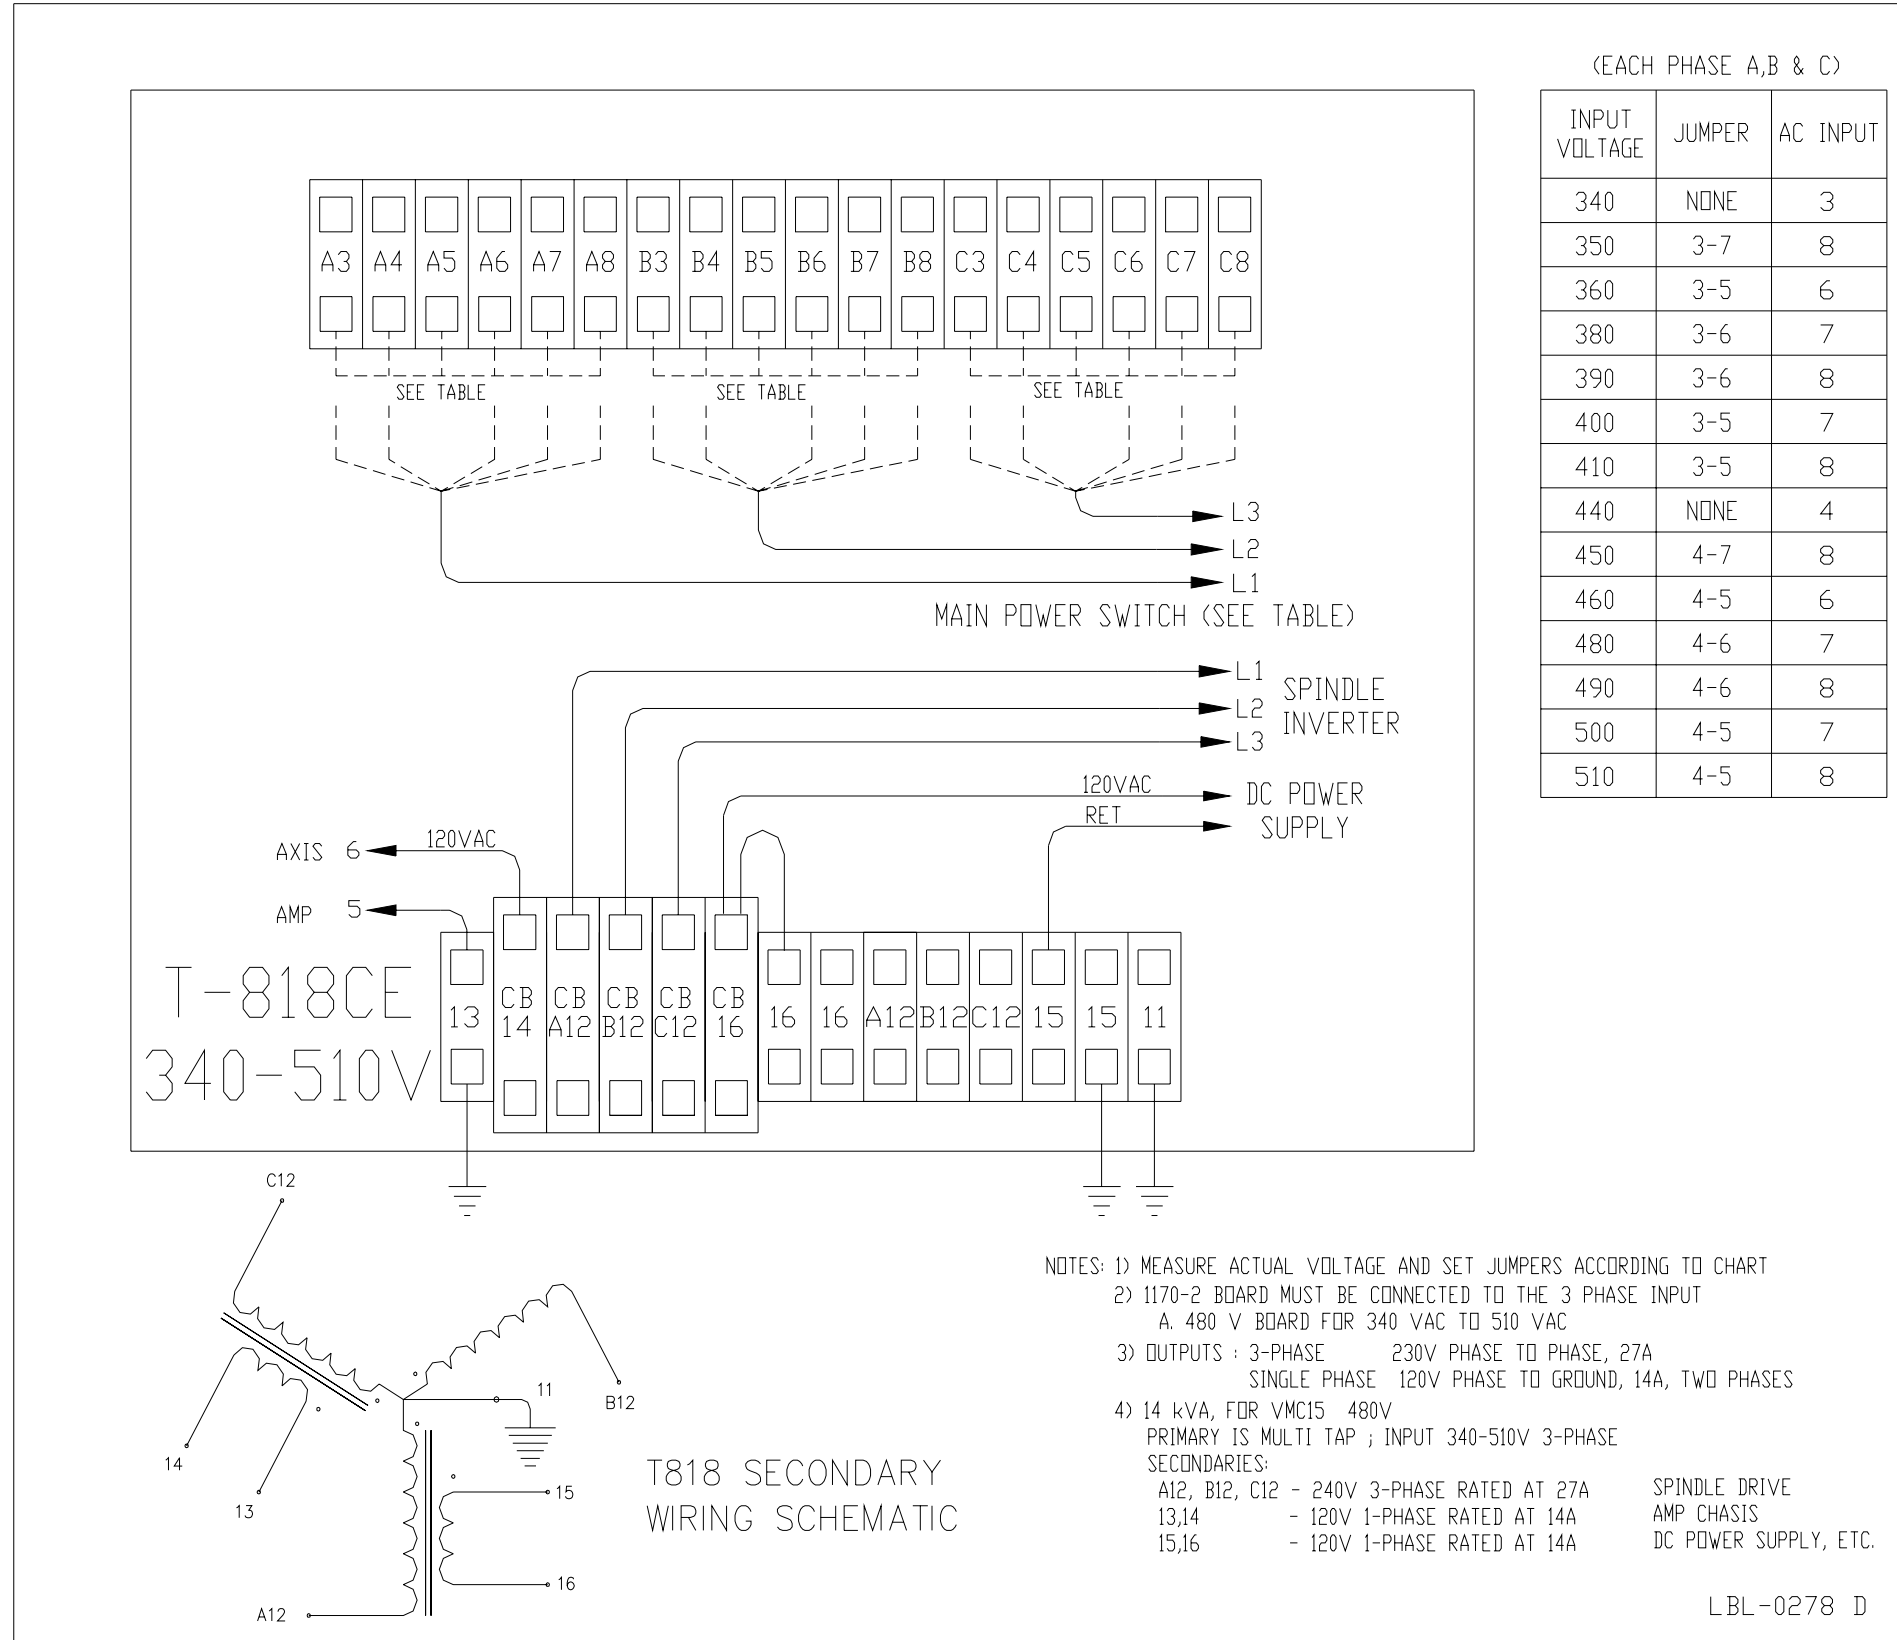 (EACH PHASE A,B & C)
INPUT VOLTAGE JUMPER AC INPUT
340 NONE 3
350 3-7 8
360 3-5 6
380 3-6 7
390 3-6 8
400 3-5 7
410 3-5 8
440 NONE 4
450 4-7 8
460 4-5 6
480 4-6 7
490 4-6 8
500 4-5 7
510 4-5 8
A3 A4 A5 A6 A7 A8 B3 B4 B5 B6 B7 B8 C3 C4 C5 C6 C7 C8
SEE TABLE SEE TABLE SEE TABLE
L3
L2
L1
MAIN POWER SWITCH (SEE TABLE)
L1
L2
L3
SPINDLE
INVERTER
120VAC
RET
DC POWER
SUPPLY
AXIS 6 120VAC
AMP 5
T-818CE
340-510V
13 CB 14 CB A12 CB B12 CB C12 CB 16 16 16 A12 B12 C12 15 15 11
C12
14
13
11
B12
15
16
A12
T818 SECONDARY
WIRING SCHEMATIC
NOTES: 1) MEASURE ACTUAL VOLTAGE AND SET JUMPERS ACCORDING TO CHART
2) 1170-2 BOARD MUST BE CONNECTED TO THE 3 PHASE INPUT
A. 480 V BOARD FOR 340 VAC TO 510 VAC
3) OUTPUTS : 3-PHASE 230V PHASE TO PHASE, 27A
SINGLE PHASE 120V PHASE TO GROUND, 14A, TWO PHASES
4) 14 kVA, FOR VMC15 480V
PRIMARY IS MULTI TAP ; INPUT 340-510V 3-PHASE
SECONDARIES:
A12, B12, C12 - 240V 3-PHASE RATED AT 27A SPINDLE DRIVE
13,14 - 120V 1-PHASE RATED AT 14A AMP CHASIS
15,16 - 120V 1-PHASE RATED AT 14A DC POWER SUPPLY, ETC.
LBL-0278 D